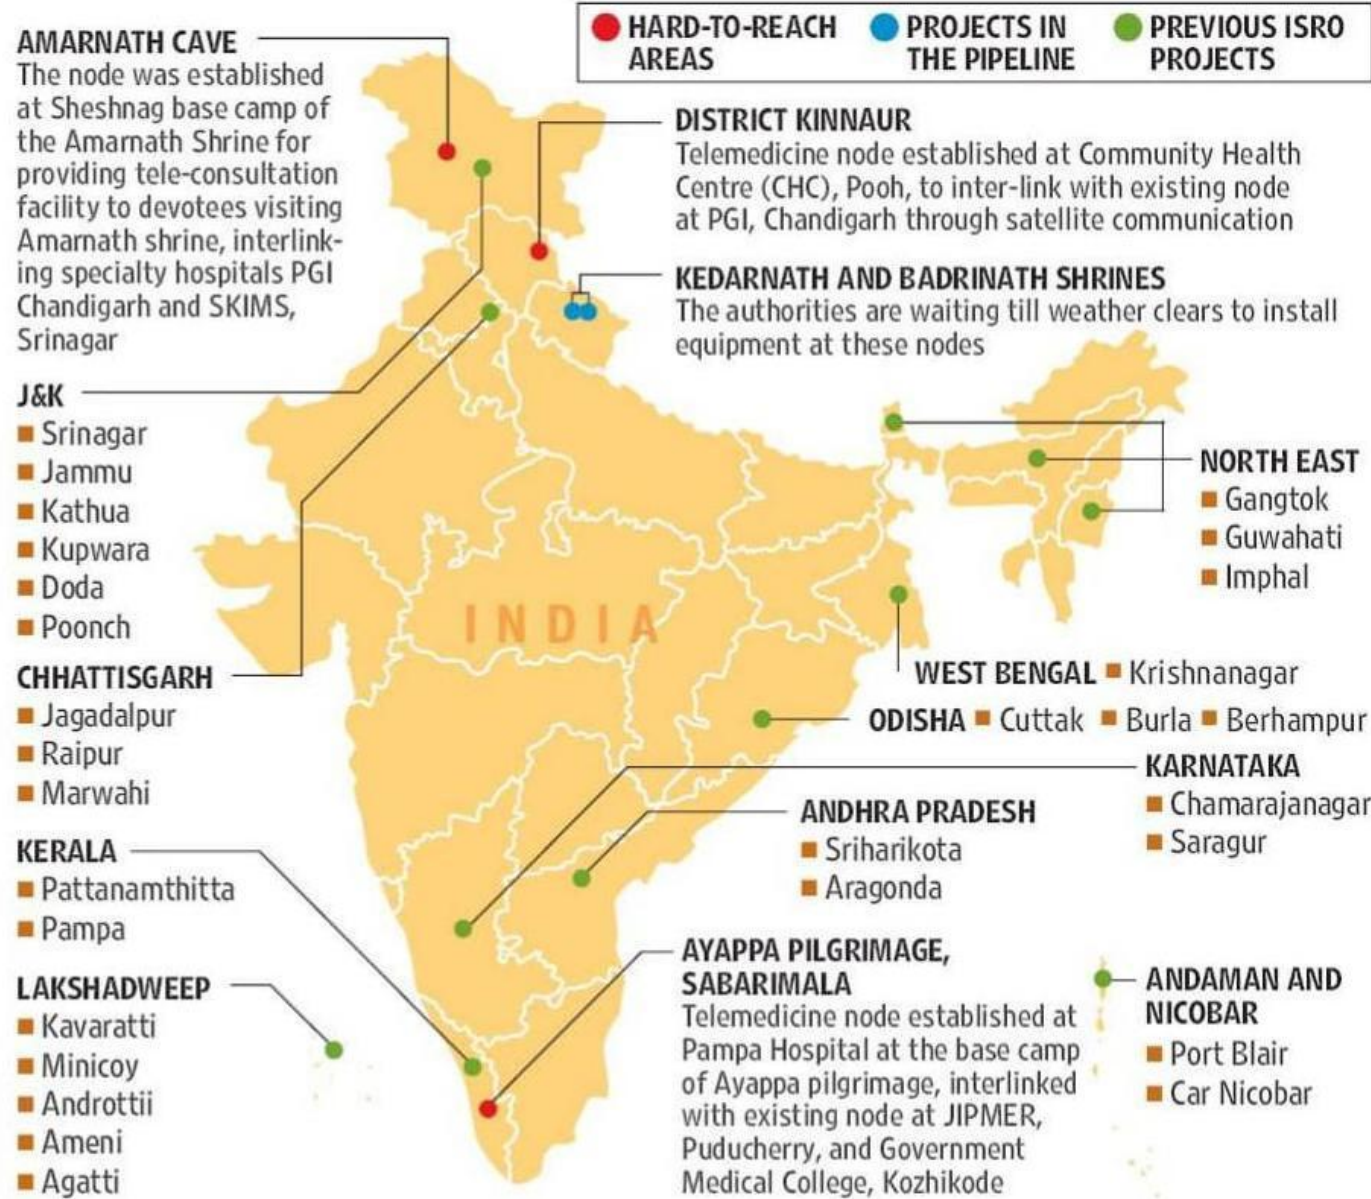 HARD-TO-REACH
AREAS
PROJECTS IN
THE PIPELINE
PREVIOUS ISRO
PROJECTS
AMARNATH CAVE
The node was established
at Sheshnag base camp of
the Amarnath Shrine for
providing tele-consultation
facility to devotees visiting
Amarnath shrine, interlink-
ing specialty hospitals PGI
Chandigarh and SKIMS,
Srinagar
DISTRICT KINNAUR
Telemedicine node established at Community Health
Centre (CHC), Pooh, to inter-link with existing node
at PGI, Chandigarh through satellite communication
KEDARNATH AND BADRINATH SHRINES
The authorities are waiting till weather clears to install
equipment at these nodes
J&K
Srinagar
Jammu
Kathua
Kupwara
Doda
Poonch
NORTH EAST
Gangtok
Guwahati
Imphal
INDIA
CHHATTISGARH
Jagadalpur
Raipur
Marwahi
WEST BENGAL Krishnanagar
ODISHA Cuttak Burla Berhampur
KARNATAKA
Chamarajanagar
Saragur
ANDHRA PRADESH
Sriharikota
Aragonda
KERALA
Pattanamthitta
Pampa
LAKSHADWEEP
Kavaratti
Minicoy
Androttii
Ameni
Agatti
AYAPPA PILGRIMAGE,
SABARIMALA
Telemedicine node established at
Pampa Hospital at the base camp
of Ayappa pilgrimage, interlinked
with existing node at JIPMER,
Puducherry, and Government
Medical College, Kozhikode
ANDAMAN AND
NICOBAR
Port Blair
Car Nicobar